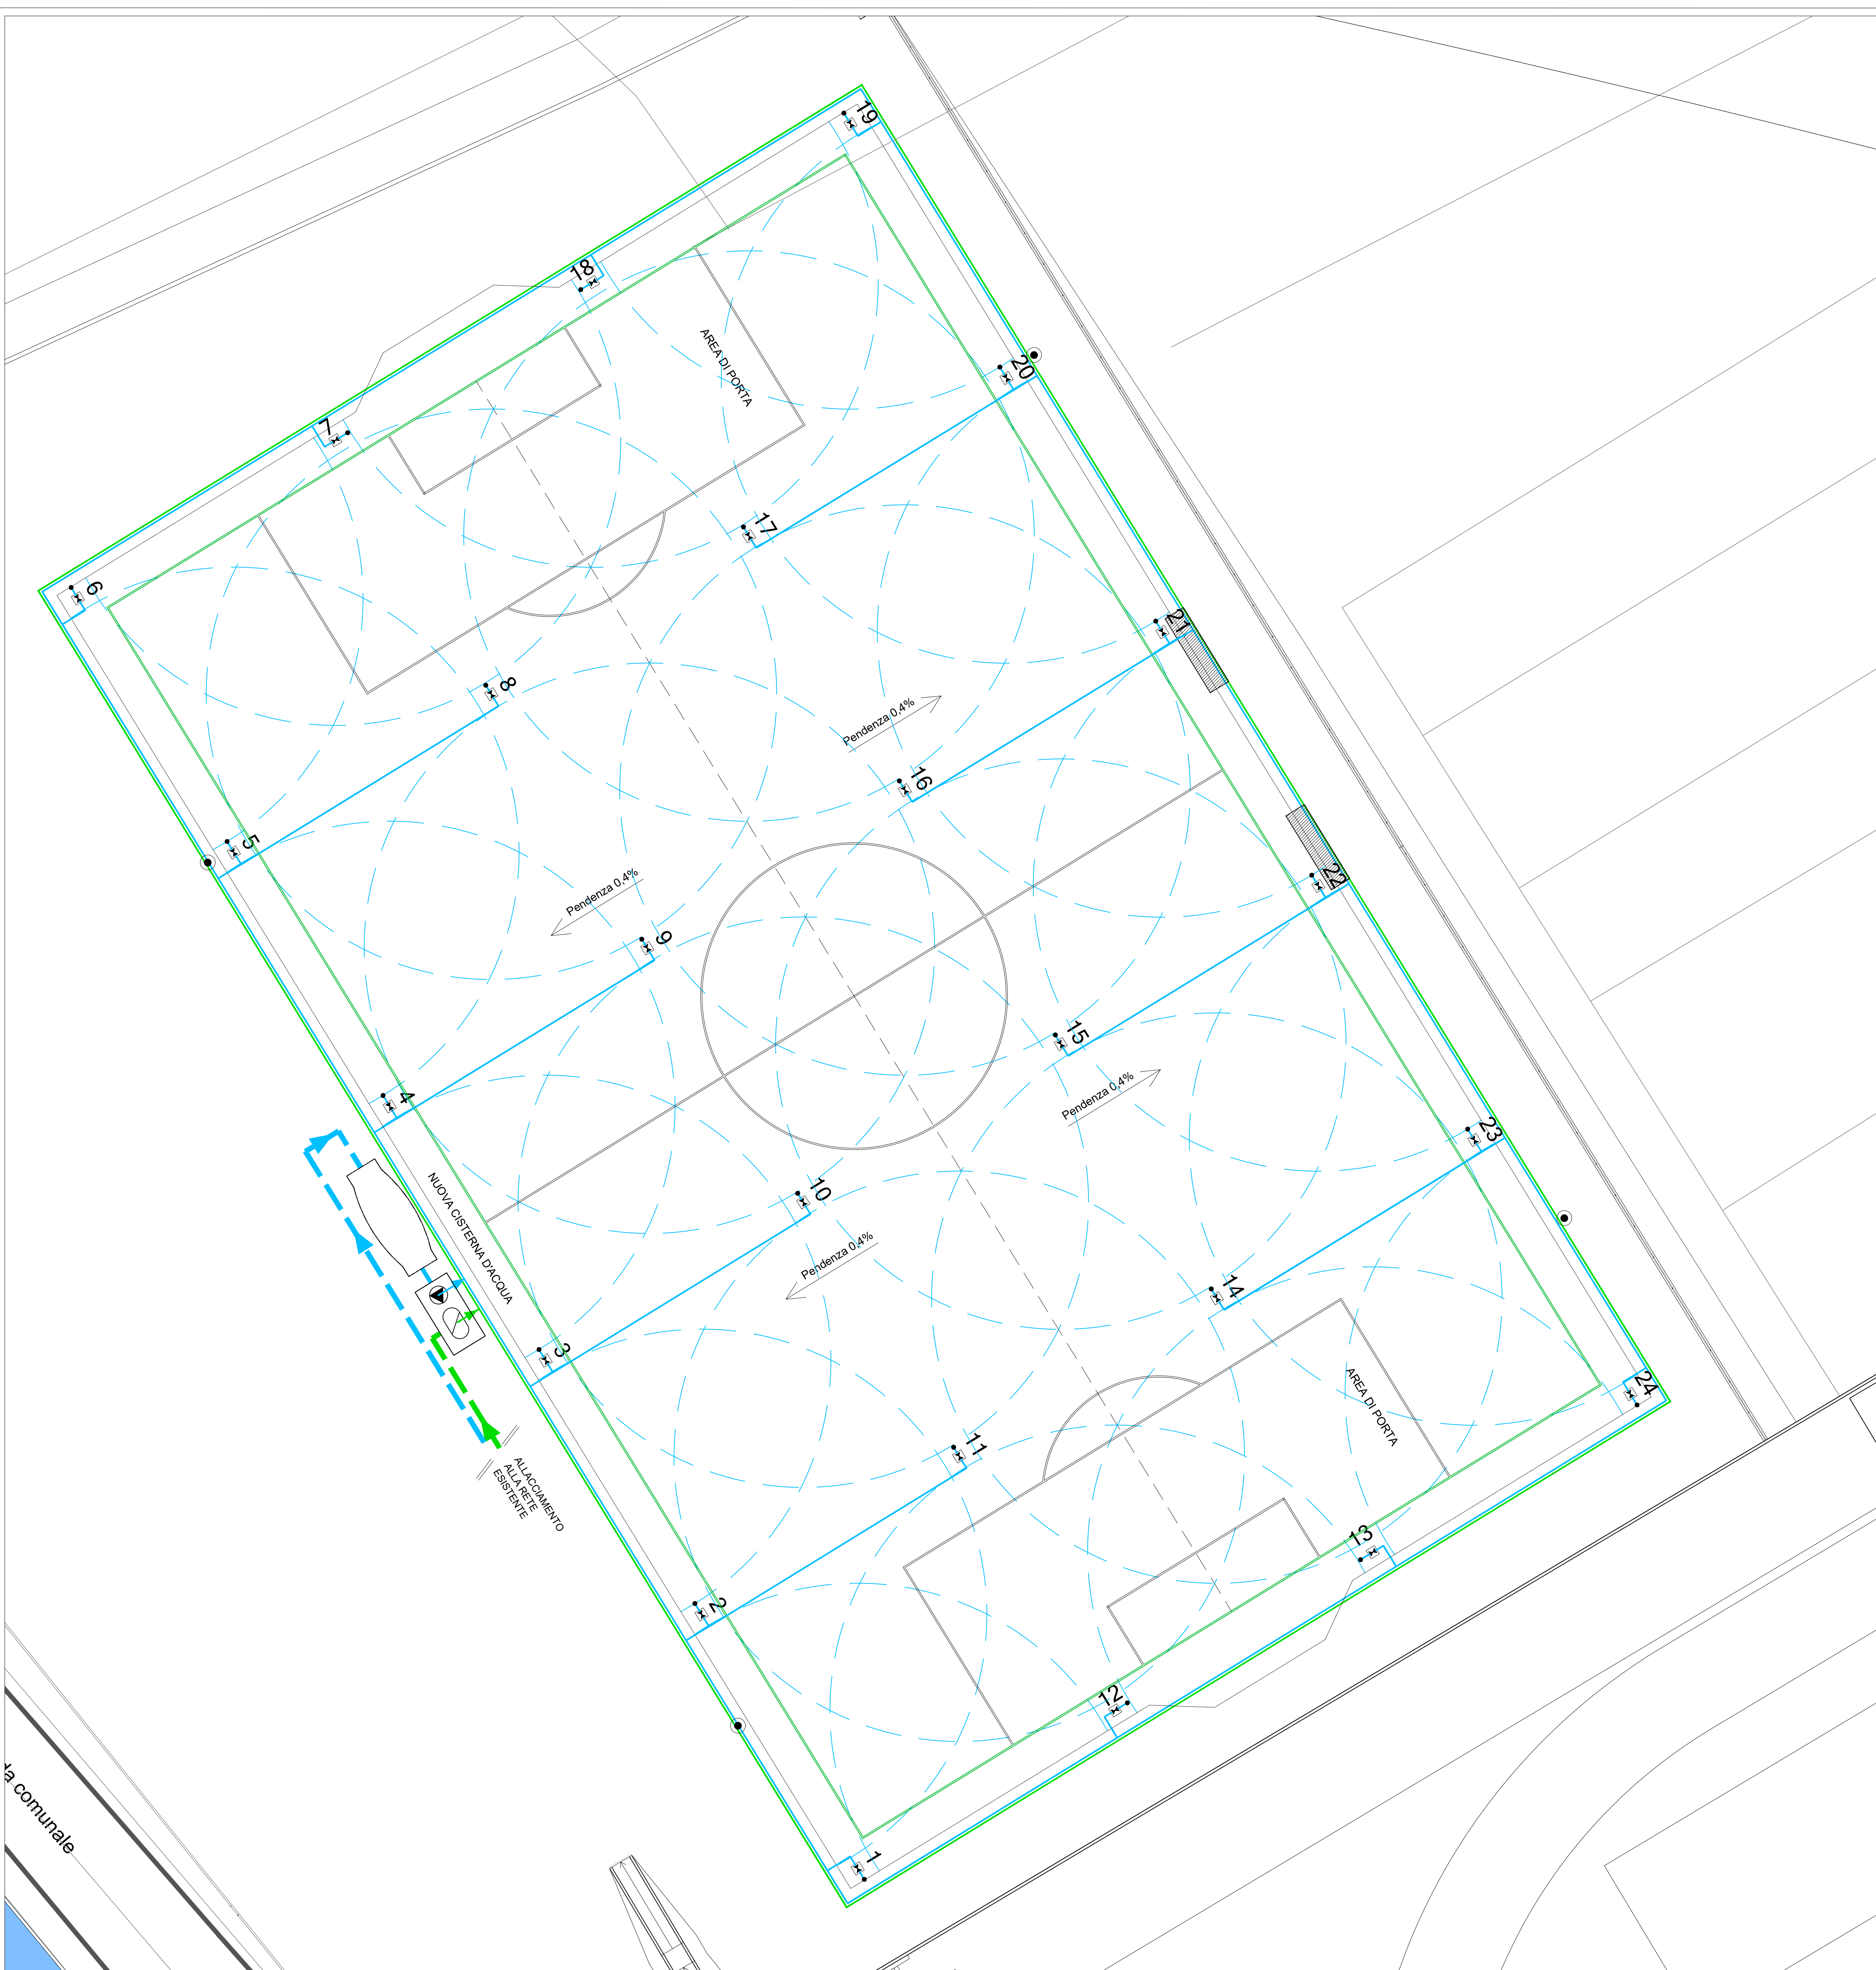 19
18
20
AREA DI PORTA
7
17
6
21
8
Pendenza 0,4%
16
5
22
Pendenza 0,4%
9
15
4
Pendenza 0,4%
23
10
NUOVA CISTERNA D'ACQUA
Pendenza 0,4%
14
3
24
AREA DI PORTA
11
ALLACCIAMENTO
ALLA RETE
ESISTENTE
13
2
12
1
da comunale